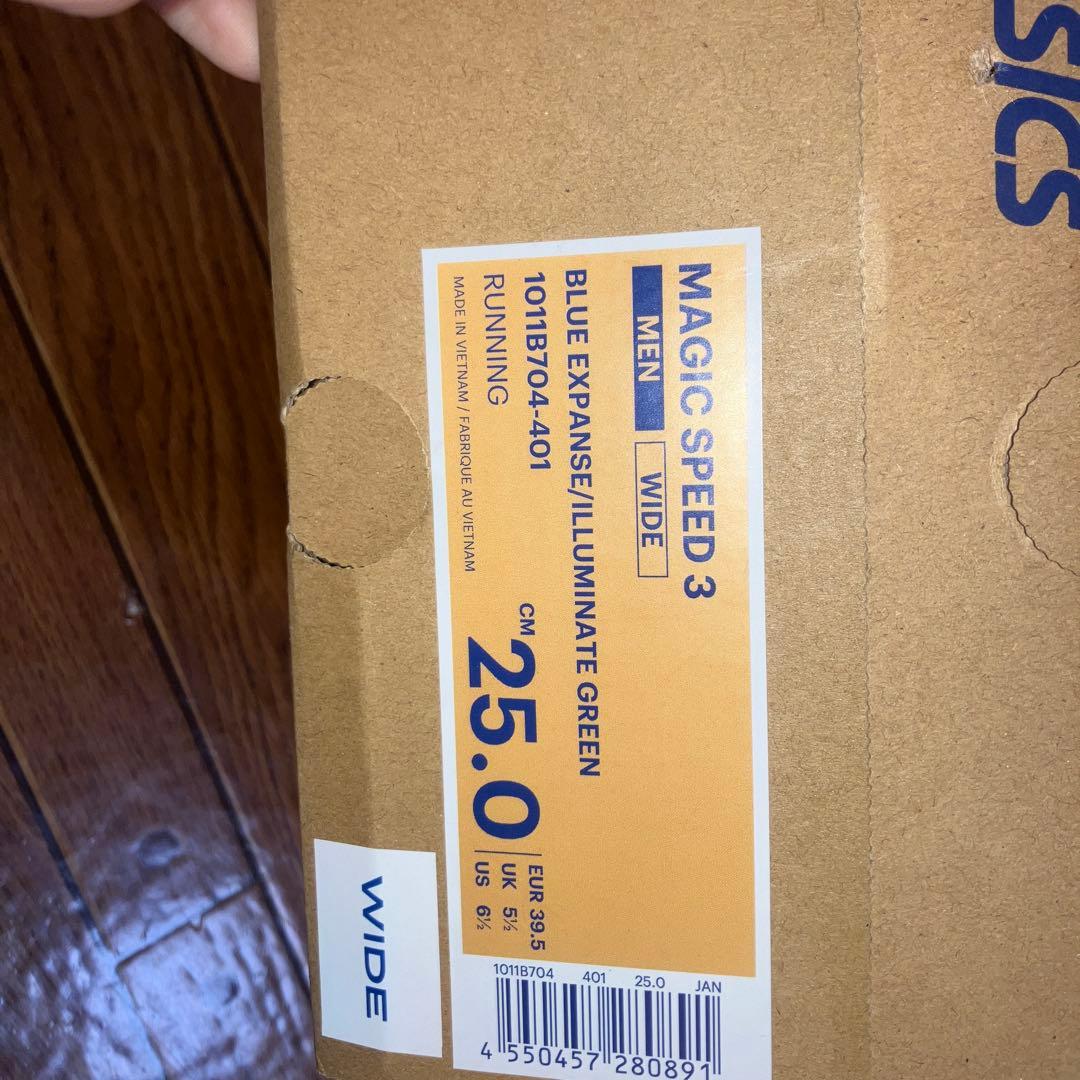 asics
MAGIC SPEED 3
MEN WIDE
BLUE EXPANSE/ILLUMINATE GREEN
1011B704-401
RUNNING
MADE IN VIETNAM / FABRIQUE AU VIETNAM
CM 25.0
EUR 39.5
UK 5½
US 6½
1011B704 401 25.0 JAN
4 550457 280891
WIDE